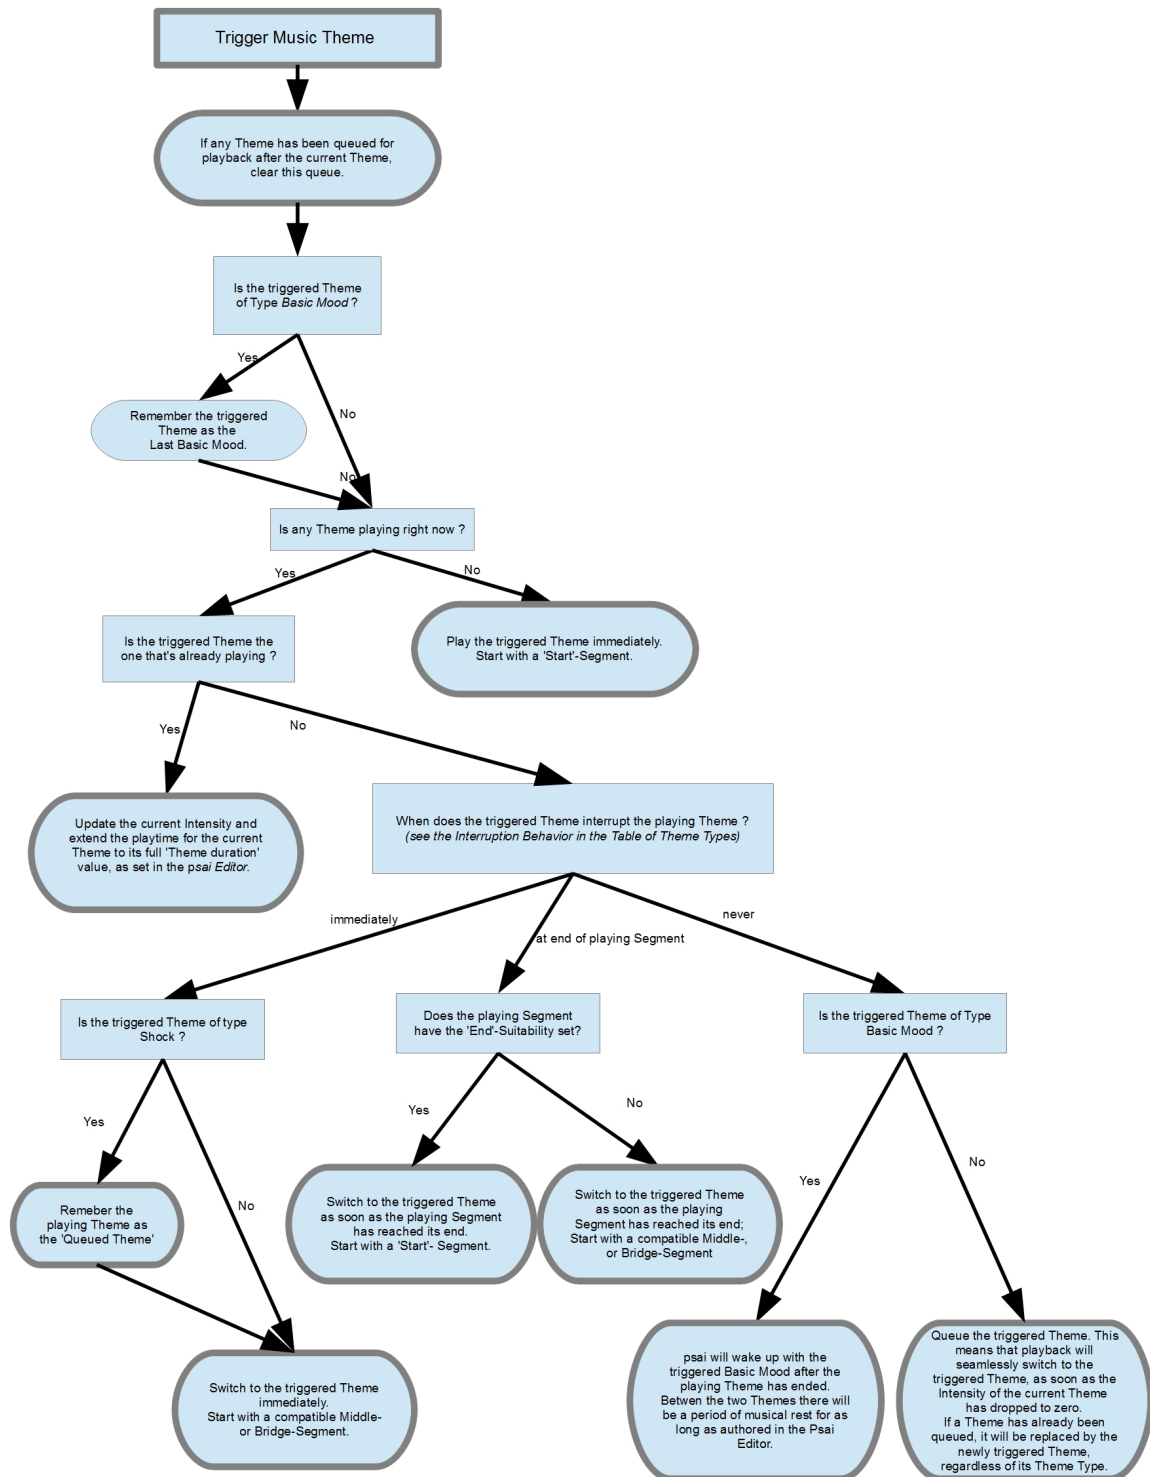 Trigger Music Theme
If any Theme has been queued for
playback after the current Theme,
clear this queue.
Is the triggered Theme
of Type Basic Mood ?
Yes
No
Remember the triggered
Theme as the
Last Basic Mood.
No
Is any Theme playing right now ?
Yes
No
Is the triggered Theme the
one that's already playing ?
Play the triggered Theme immediately.
Start with a 'Start'-Segment.
Yes
No
Update the current Intensity and
extend the playtime for the current
Theme to its full 'Theme duration'
value, as set in the psai Editor.
When does the triggered Theme interrupt the playing Theme ?
(see the Interruption Behavior in the Table of Theme Types)
immediately
at end of playing Segment
never
Is the triggered Theme of type
Shock ?
Does the playing Segment
have the 'End'-Suitability set?
Is the triggered Theme of Type
Basic Mood ?
Yes
No
Yes
No
Yes
No
Remeber the
playing Theme as
the 'Queued Theme'
Switch to the triggered Theme
as soon as the playing Segment
has reached its end.
Start with a 'Start'- Segment.
Switch to the triggered Theme
as soon as the playing
Segment has reached its end;
Start with a compatible Middle-,
or Bridge-Segment
Switch to the triggered Theme
immediately.
Start with a compatible Middle-
or Bridge-Segment.
psai will wake up with the
triggered Basic Mood after the
playing Theme has ended.
Betwen the two Themes there will
be a period of musical rest for as
long as authored in the Psai
Editor.
Queue the triggered Theme. This
means that playback will
seamlessly switch to the
triggered Theme, as soon as the
Intensity of the current Theme
has dropped to zero.
If a Theme has already been
queued, it will be replaced by the
newly triggered Theme,
regardless of its Theme Type.